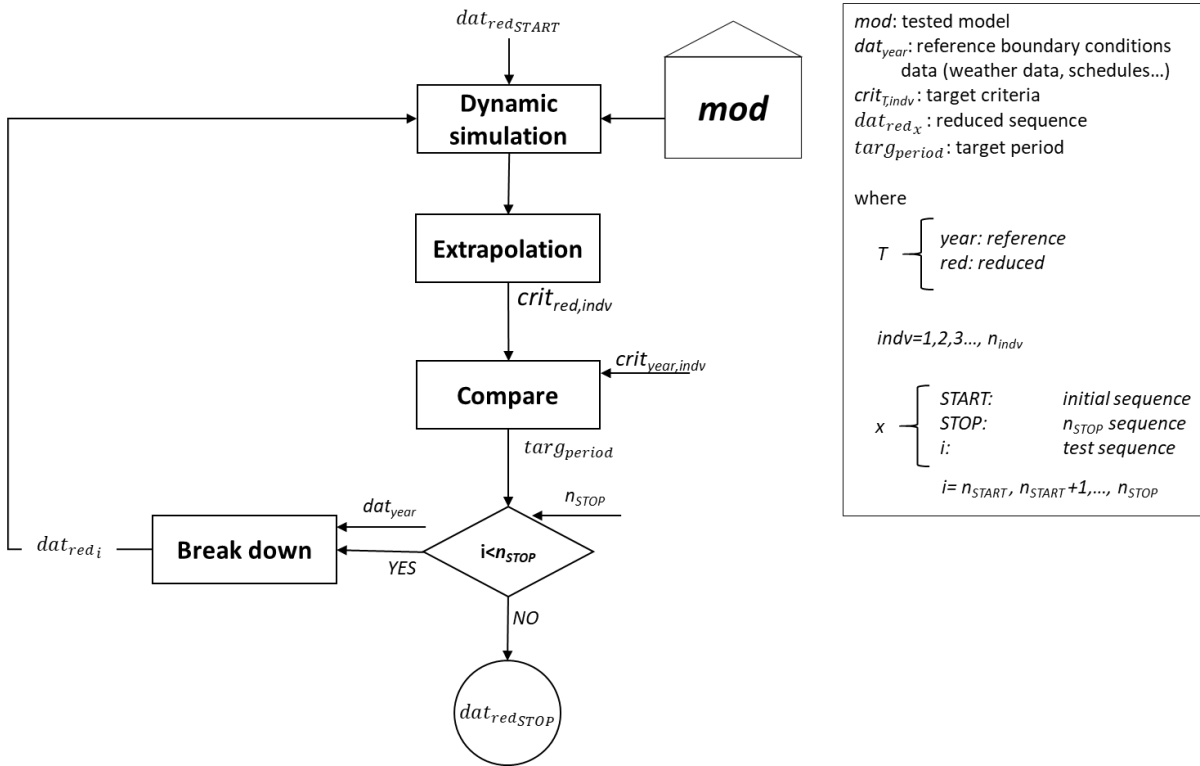 dat_red_START
Dynamic
simulation
mod
Extrapolation
crit_red,indv
crit_year,indv
Compare
targ_period
n_STOP
dat_year
i<n_STOP
Break down
dat_red_i
YES
NO
dat_red_STOP
mod: tested model
dat_year: reference boundary conditions
data (weather data, schedules...)
crit_T,indv : target criteria
dat_red_x : reduced sequence
targ_period : target period
where
T
year: reference
red: reduced
indv=1,2,3..., n_indv
x
START: initial sequence
STOP: n_STOP sequence
i: test sequence
i= n_START, n_START+1,..., n_STOP